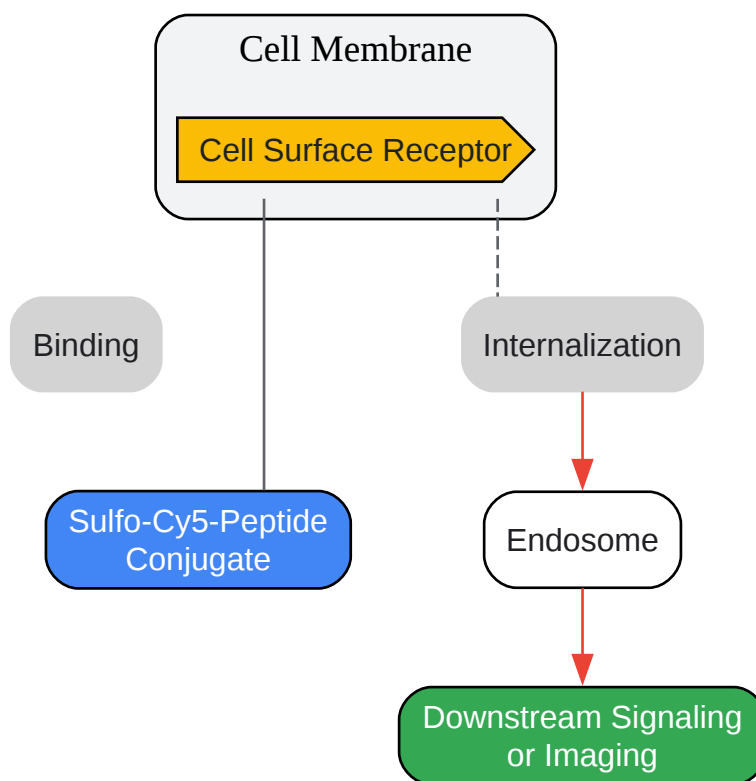 Cell Membrane
Cell Surface Receptor
Binding
Internalization
Sulfo-Cy5-Peptide
Conjugate
Endosome
Downstream Signaling
or Imaging